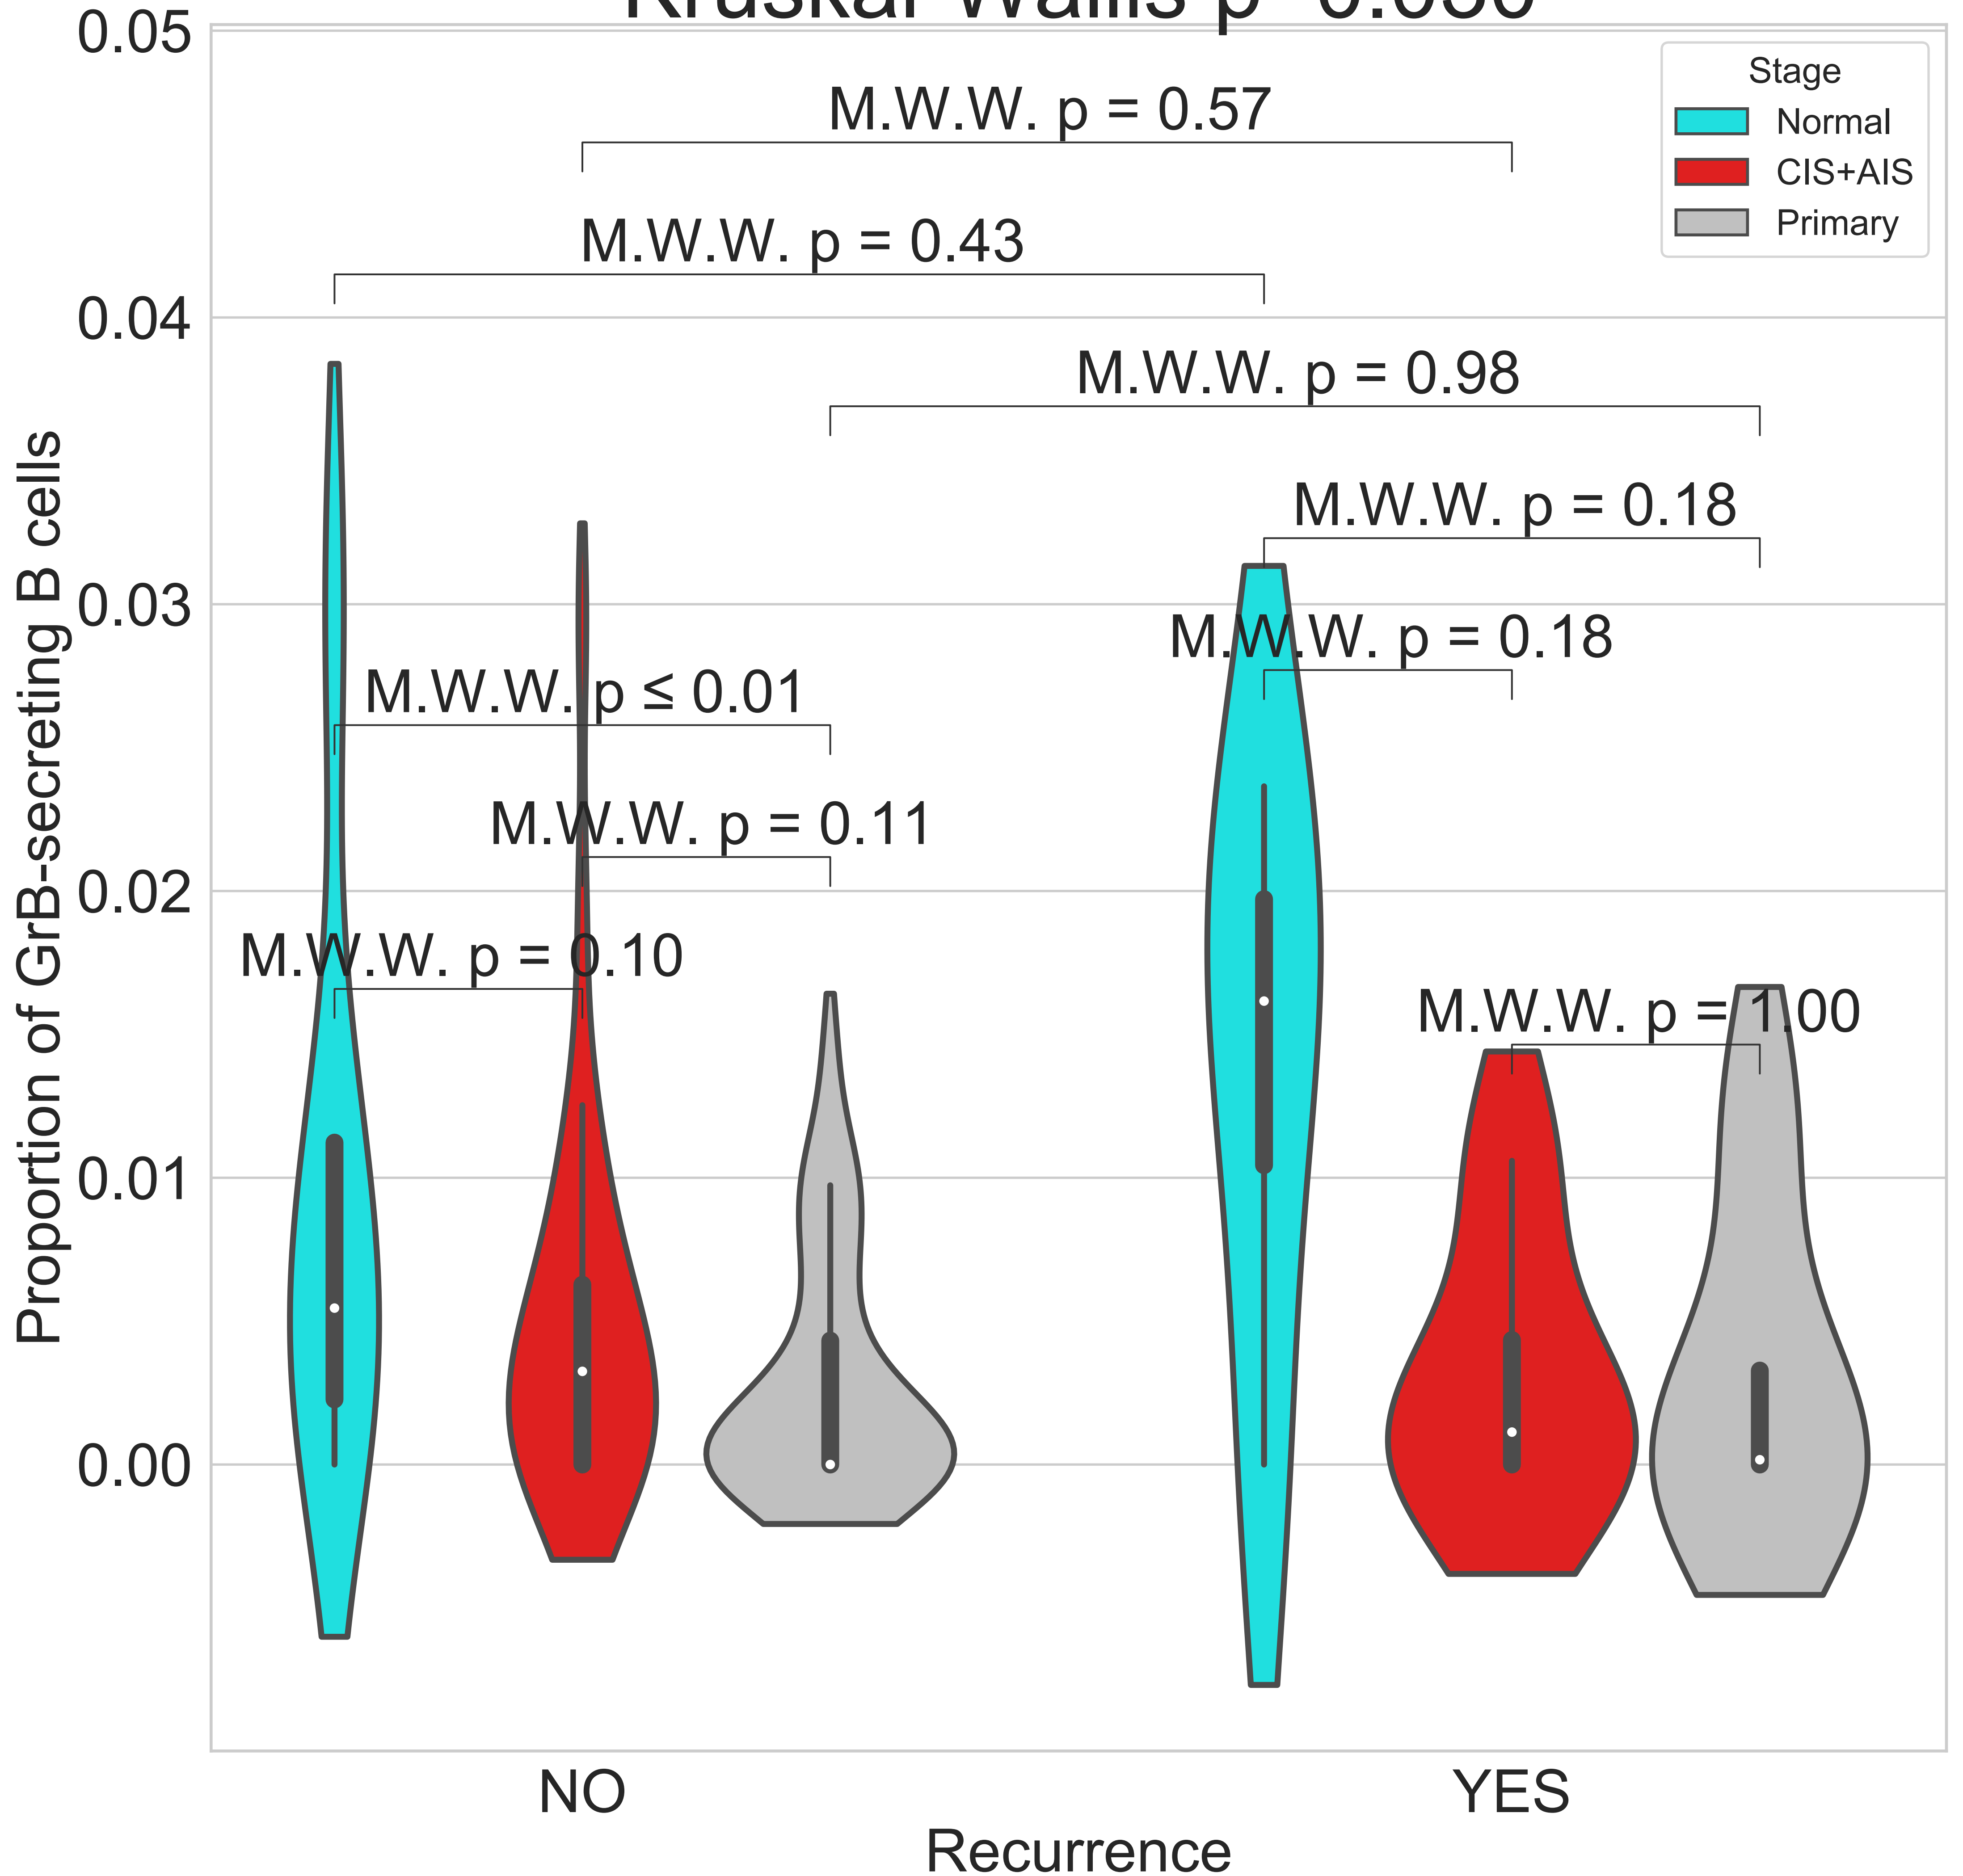 Kruskal Wallis p
0.05
Stage
Normal
CIS+AIS
Primary
M.W.W. p = 0.57
M.W.W. p = 0.43
0.04
M.W.W. p = 0.98
M.W.W. p = 0.18
0.03
M.W.W. p = 0.18
M.W.W. p ≤ 0.01
M.W.W. p = 0.11
0.02
M.W.W. p = 0.10
M.W.W. p = 1.00
0.01
0.00
Proportion of GrB-secreting B cells
NO
YES
Recurrence